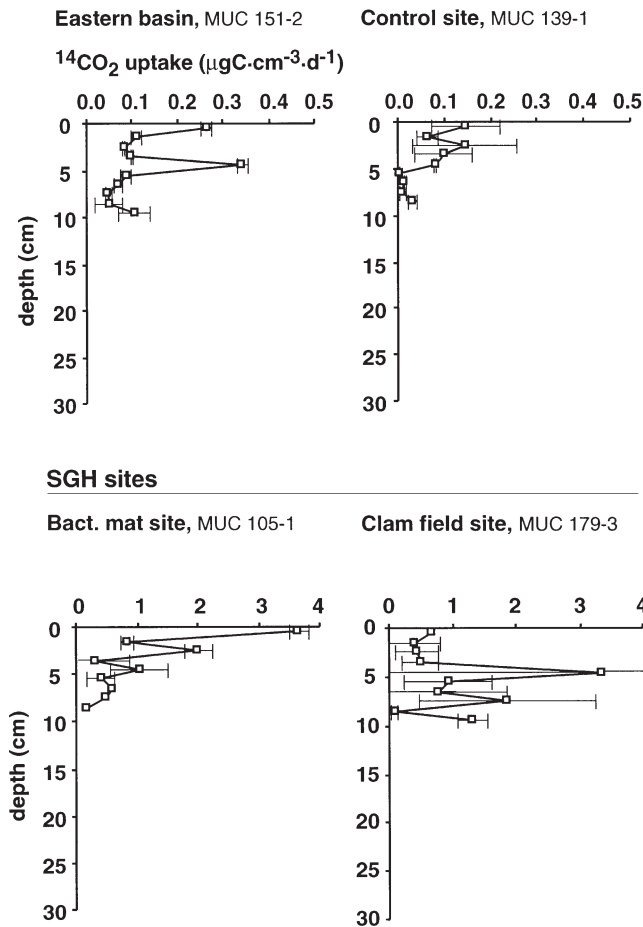 Eastern basin, MUC 151-2 Control site, MUC 139-1
¹⁴CO₂ uptake (µgC·cm⁻³·d⁻¹)
0.0 0.1 0.2 0.3 0.4 0.5 0.0 0.1 0.2 0.3 0.4 0.5
0 0
5 5
10 10
15 15
20 20
25 25
30 30
depth (cm)
SGH sites
Bact. mat site, MUC 105-1 Clam field site, MUC 179-3
0 1 2 3 4 0 1 2 3 4
0 0
5 5
10 10
15 15
20 20
25 25
30 30
depth (cm)